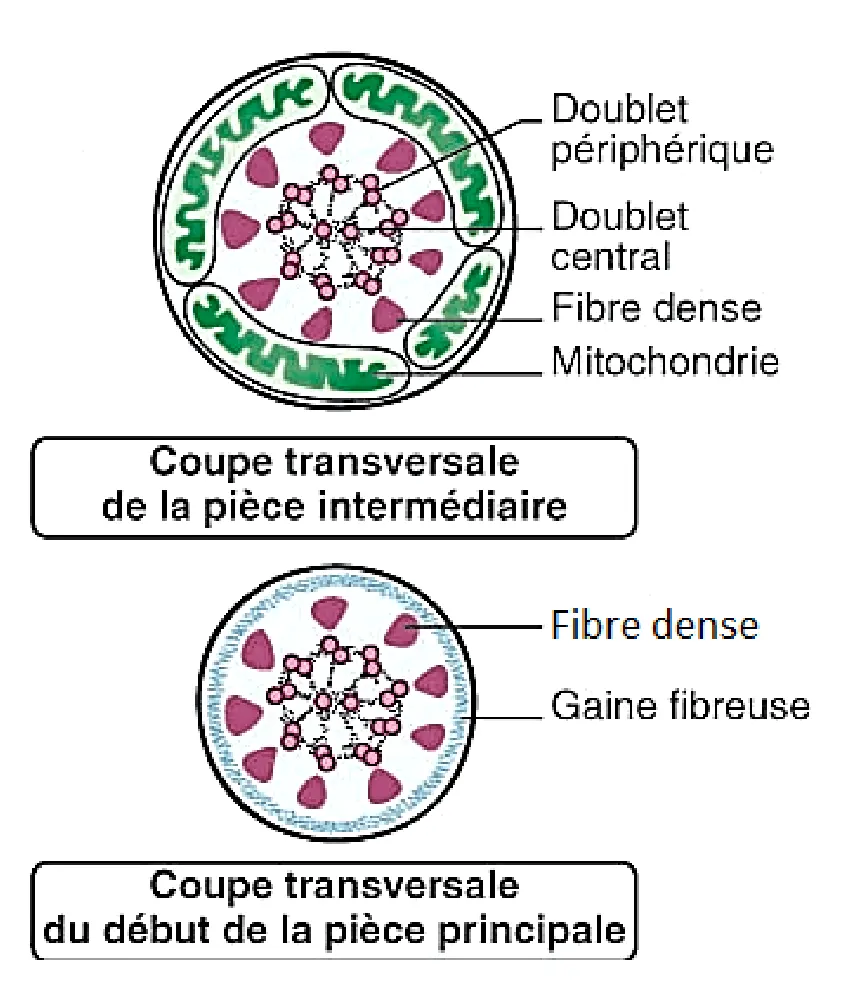 Doublet
périphérique
Doublet
central
Fibre dense
Mitochondrie
Coupe transversale
de la pièce intermédiaire
Fibre dense
Gaine fibreuse
Coupe transversale
du début de la pièce principale